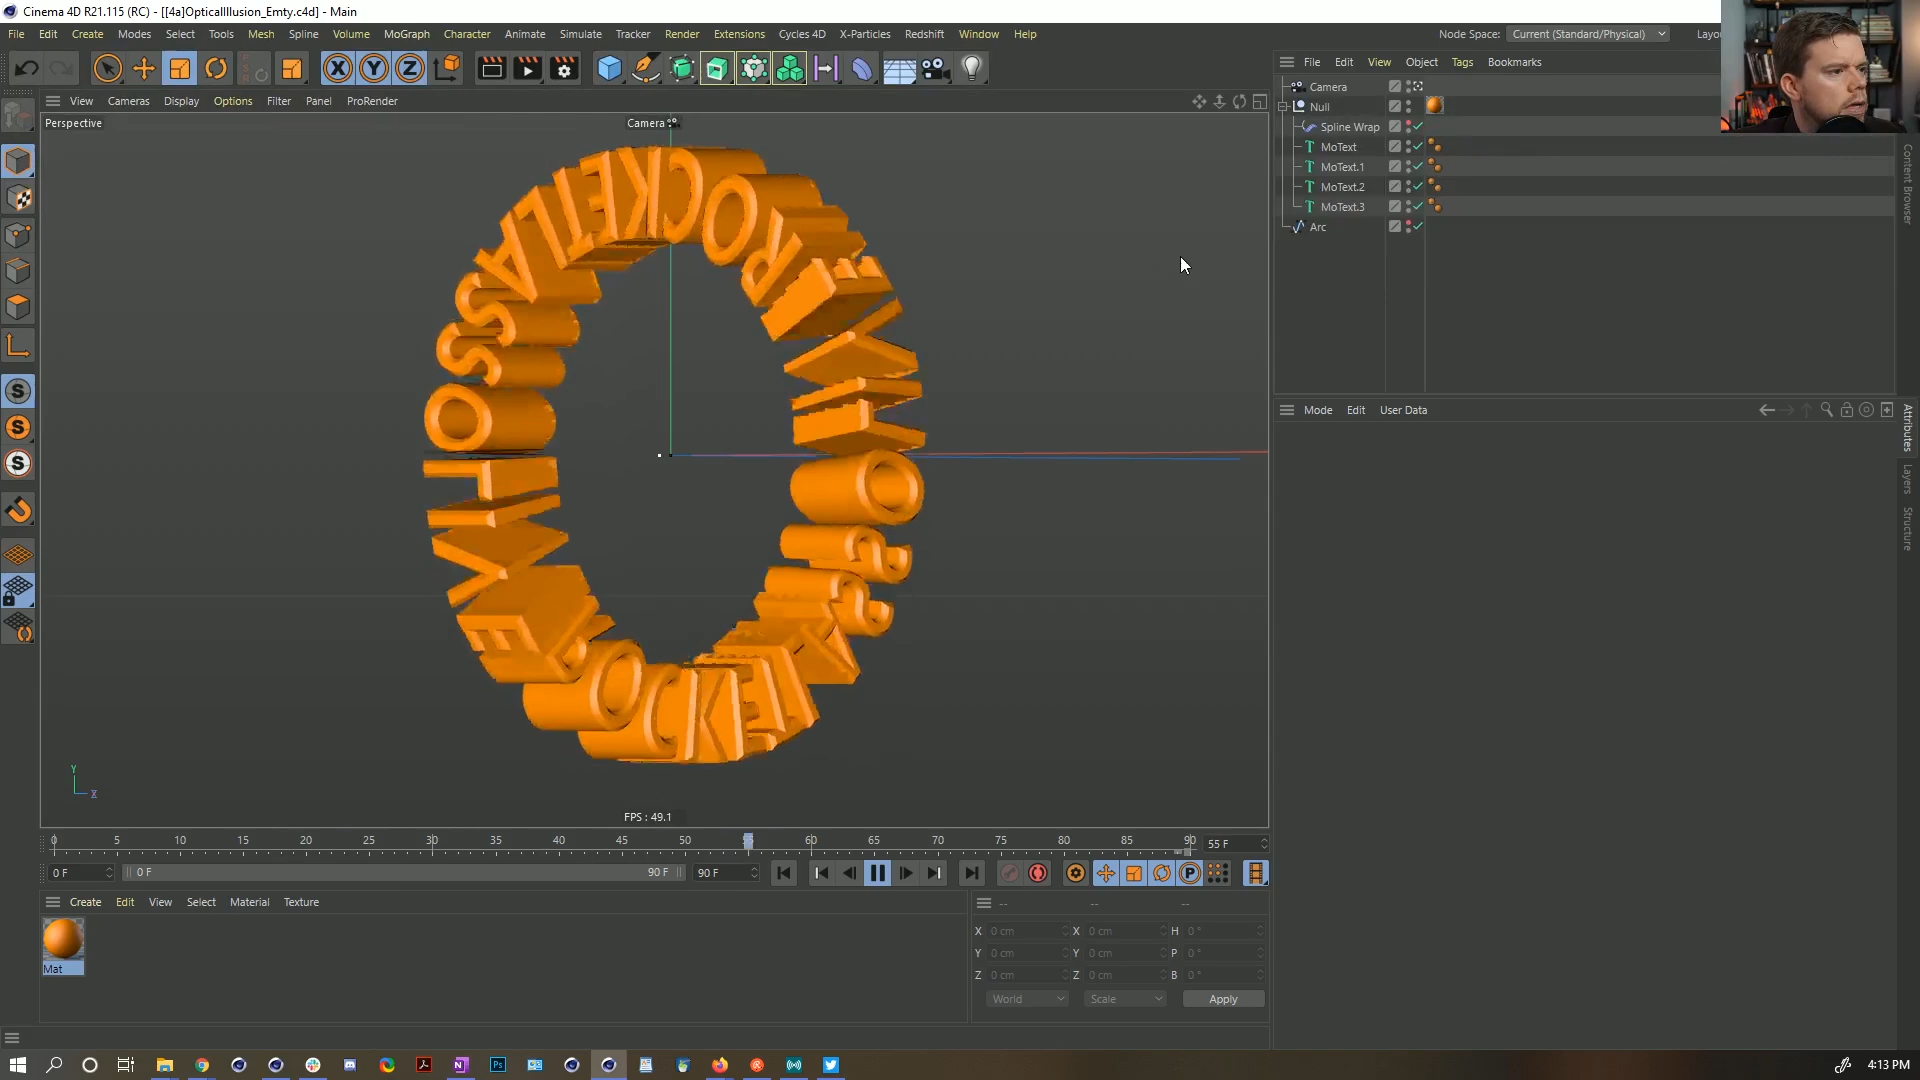 Cinema 4D R21.115 (RC) - [[4a]OpticalIllusion_Emty.c4d] - Main
File Edit Create Modes Select Tools Mesh Spline Volume MoGraph Character Animate Simulate Tracker Render Extensions Cycles 4D X-Particles Redshift Window Help
Node Space: Current (Standard/Physical)
X Y Z
File Edit View Object Tags Bookmarks
View Cameras Display Options Filter Panel ProRender
Perspective
Camera
Camera
Null
Spline Wrap
MoText
MoText.1
MoText.2
MoText.3
Arc
Content Browser
Mode Edit User Data
Attributes
Layers
Structure
Y
X
FPS : 49.1
0 5 10 15 20 25 30 35 40 45 50 55 60 65 70 75 80 85 90 55 F
0 F 0 F 90 F 90 F
Create Edit View Select Material Texture
Mat
-- -- --
X 0 cm X 0 cm H 0 °
Y 0 cm Y 0 cm P 0 °
Z 0 cm Z 0 cm B 0 °
World Scale Apply
4:13 PM